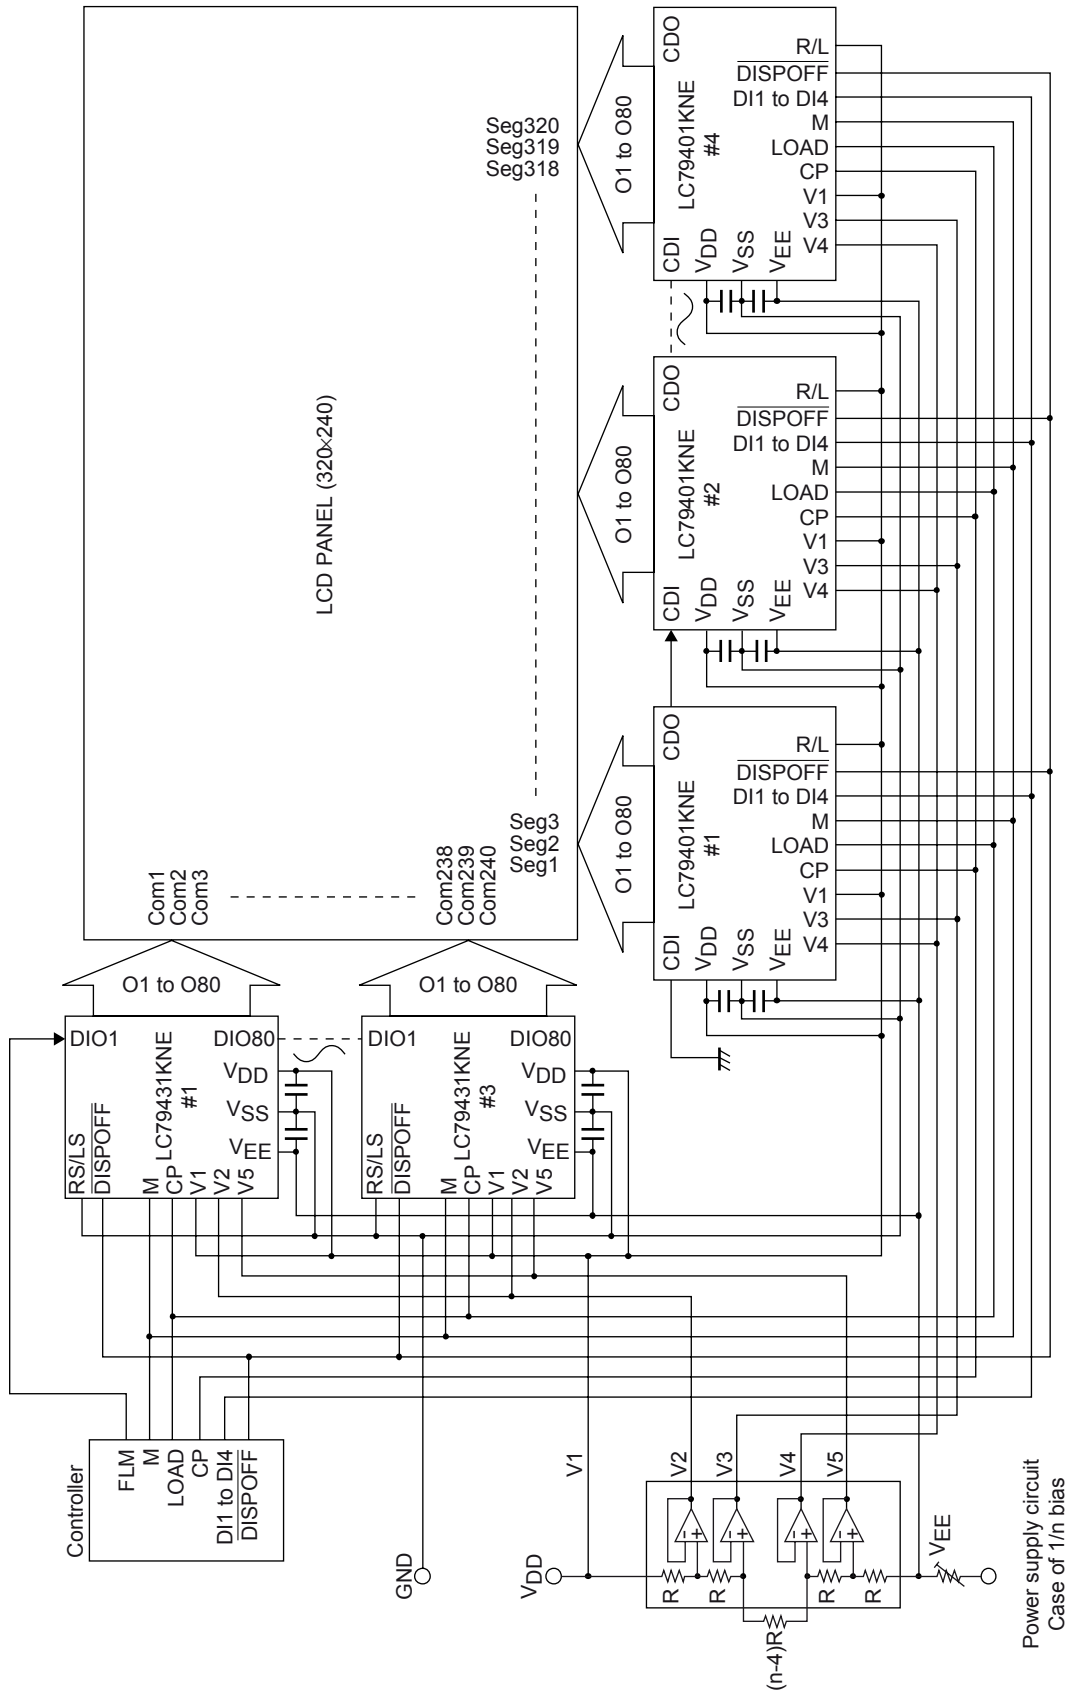 LCD PANEL (320×240)
Seg320
Seg319
Seg318
Seg3
Seg2
Seg1
Com1
Com2
Com3
Com238
Com239
Com240
O1 to O80
CDO
LC79401KNE
#4
CDI
VDD
VSS
VEE
R/L
DISPOFF
DI1 to DI4
M
LOAD
CP
V1
V3
V4
O1 to O80
CDO
LC79401KNE
#2
CDI
VDD
VSS
VEE
R/L
DISPOFF
DI1 to DI4
M
LOAD
CP
V1
V3
V4
O1 to O80
CDO
LC79401KNE
#1
CDI
VDD
VSS
VEE
R/L
DISPOFF
DI1 to DI4
M
LOAD
CP
V1
V3
V4
O1 to O80
DIO1
LC79431KNE
#1
DIO80
VDD
VSS
VEE
RS/LS
DISPOFF
M
CP
V1
V2
V5
O1 to O80
DIO1
LC79431KNE
#3
DIO80
VDD
VSS
VEE
RS/LS
DISPOFF
M
CP
V1
V2
V5
Controller
FLM
M
LOAD
CP
DI1 to DI4
DISPOFF
GND
VDD
V1
V2
V3
V4
V5
R
R
(n-4)R
R
R
VEE
Power supply circuit
Case of 1/n bias